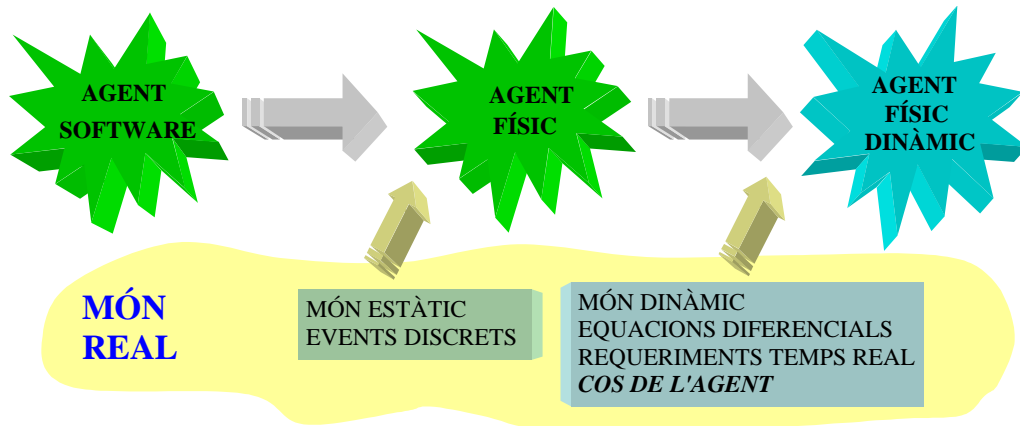 AGENT
SOFTWARE
AGENT
FÍSIC
AGENT
FÍSIC
DINÀMIC
MÓN
REAL
MÓN ESTÀTIC
EVENTS DISCRETS
MÓN DINÀMIC
EQUACIONS DIFERENCIALS
REQUERIMENTS TEMPS REAL
COS DE L'AGENT